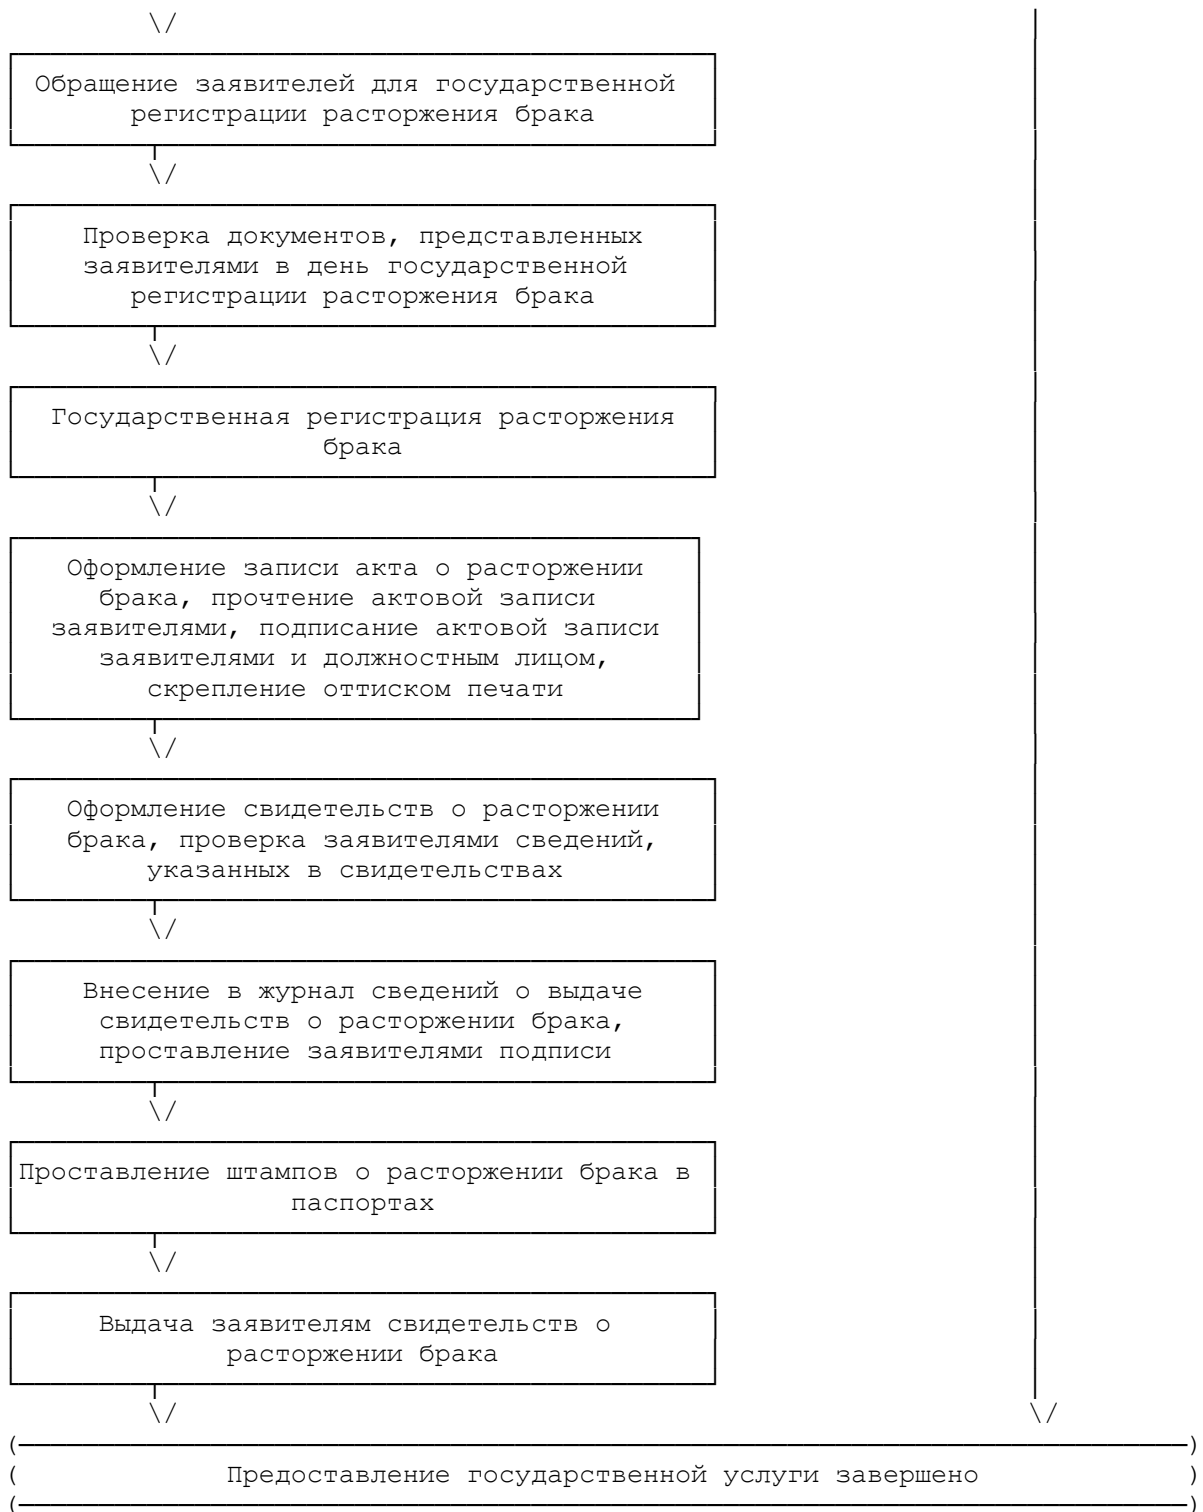 Обращение заявителей для государственной
регистрации расторжения брака
Проверка документов, представленных
заявителями в день государственной
регистрации расторжения брака
Государственная регистрация расторжения
брака
Оформление записи акта о расторжении
брака, прочтение актовой записи
заявителями, подписание актовой записи
заявителями и должностным лицом,
скрепление оттиском печати
Оформление свидетельств о расторжении
брака, проверка заявителями сведений,
указанных в свидетельствах
Внесение в журнал сведений о выдаче
свидетельств о расторжении брака,
проставление заявителями подписи
Проставление штампов о расторжении брака в
паспортах
Выдача заявителям свидетельств о
расторжении брака
Предоставление государственной услуги завершено